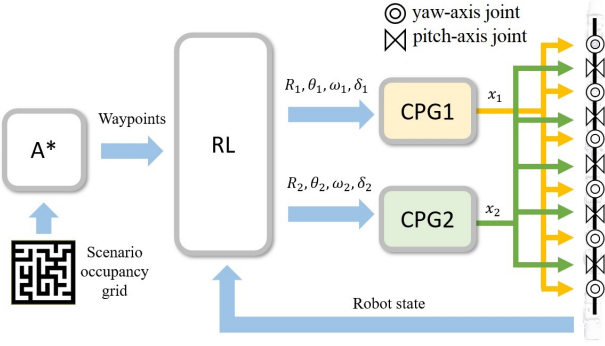 yaw-axis joint
pitch-axis joint
R₁, θ₁, ω₁, δ₁
x₁
CPG1
Waypoints
RL
A*
R₂, θ₂, ω₂, δ₂
x₂
CPG2
Scenario
occupancy
grid
Robot state